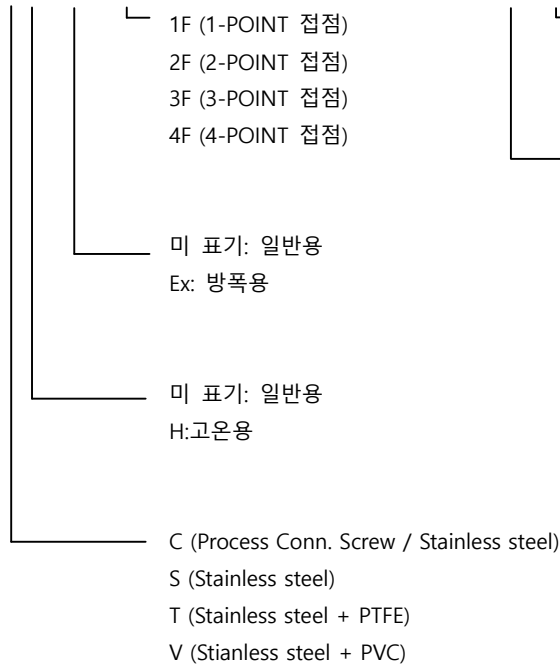 1F (1-POINT 접점)
2F (2-POINT 접점)
3F (3-POINT 접점)
4F (4-POINT 접점)
미 표기: 일반용
Ex: 방폭용
미 표기: 일반용
H:고온용
C (Process Conn. Screw / Stainless steel)
S (Stainless steel)
T (Stainless steel + PTFE)
V (Stianless steel + PVC)